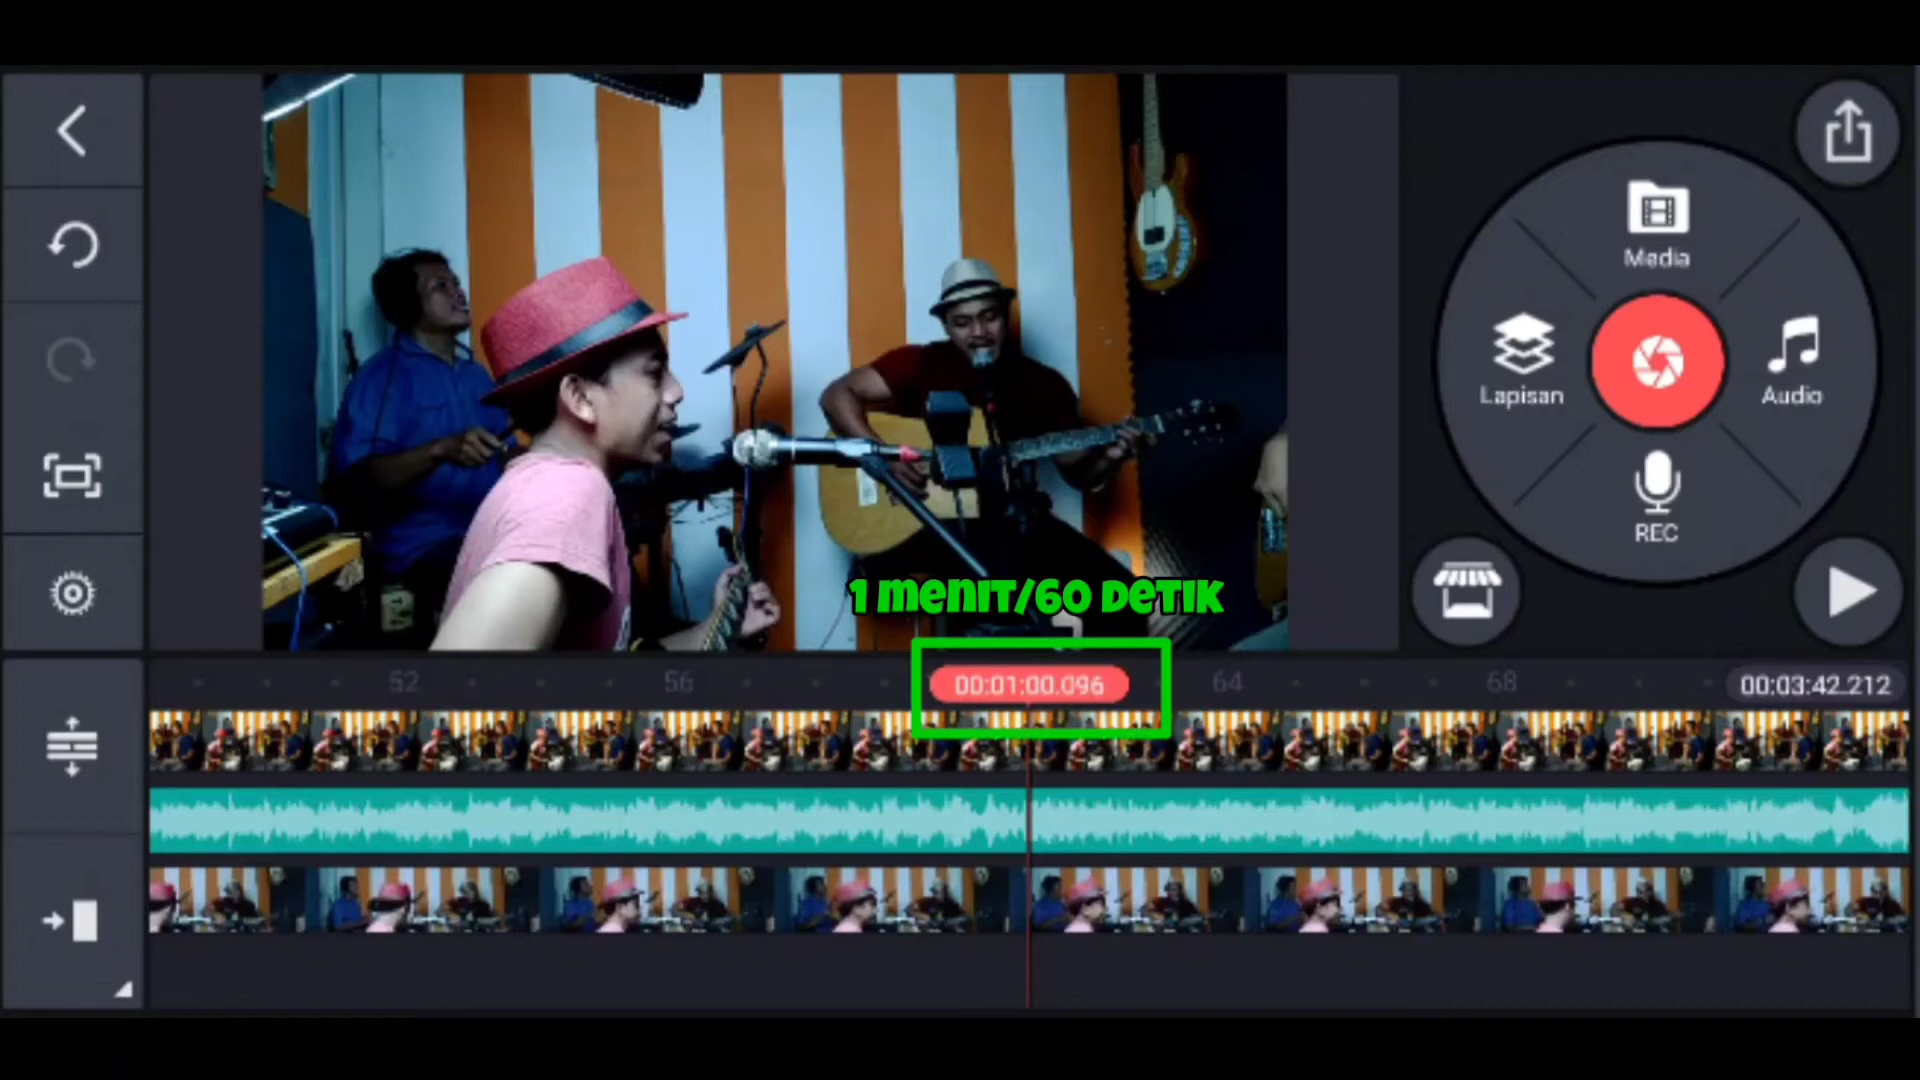 Media
Lapisan
Audio
REC
1 menit/60 detik
52
56
00:01:00.096
64
68
00:03:42.212